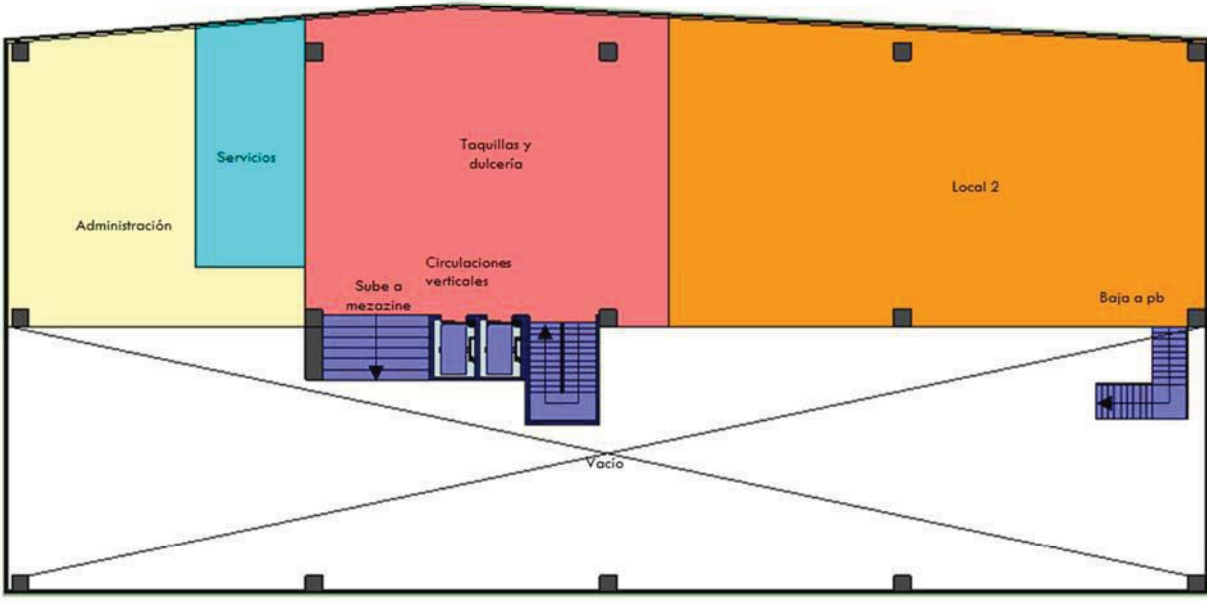 Taquillas y
dulcería
Servicios
Local 2
Administración
Circulaciones
verticales
Sube a
mezazine
Baja a pb
Vacío